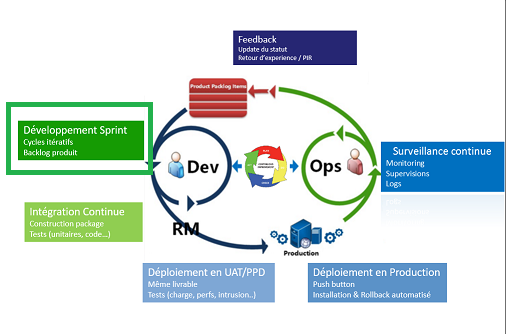 Feedback
Update du statut
Retour d'experience / PIR
Product Packlog Items
Développement Sprint
Cycles itératifs
Backlog produit
Dev
Ops
Surveillance continue
Monitoring
Supervisions
Logs
Intégration Continue
Construction package
Tests (unitaires, code...)
RM
Production
Déploiement en UAT/PPD
Même livrable
Tests (charge, perfs, intrusion..)
Déploiement en Production
Push button
Installation & Rollback automatisé